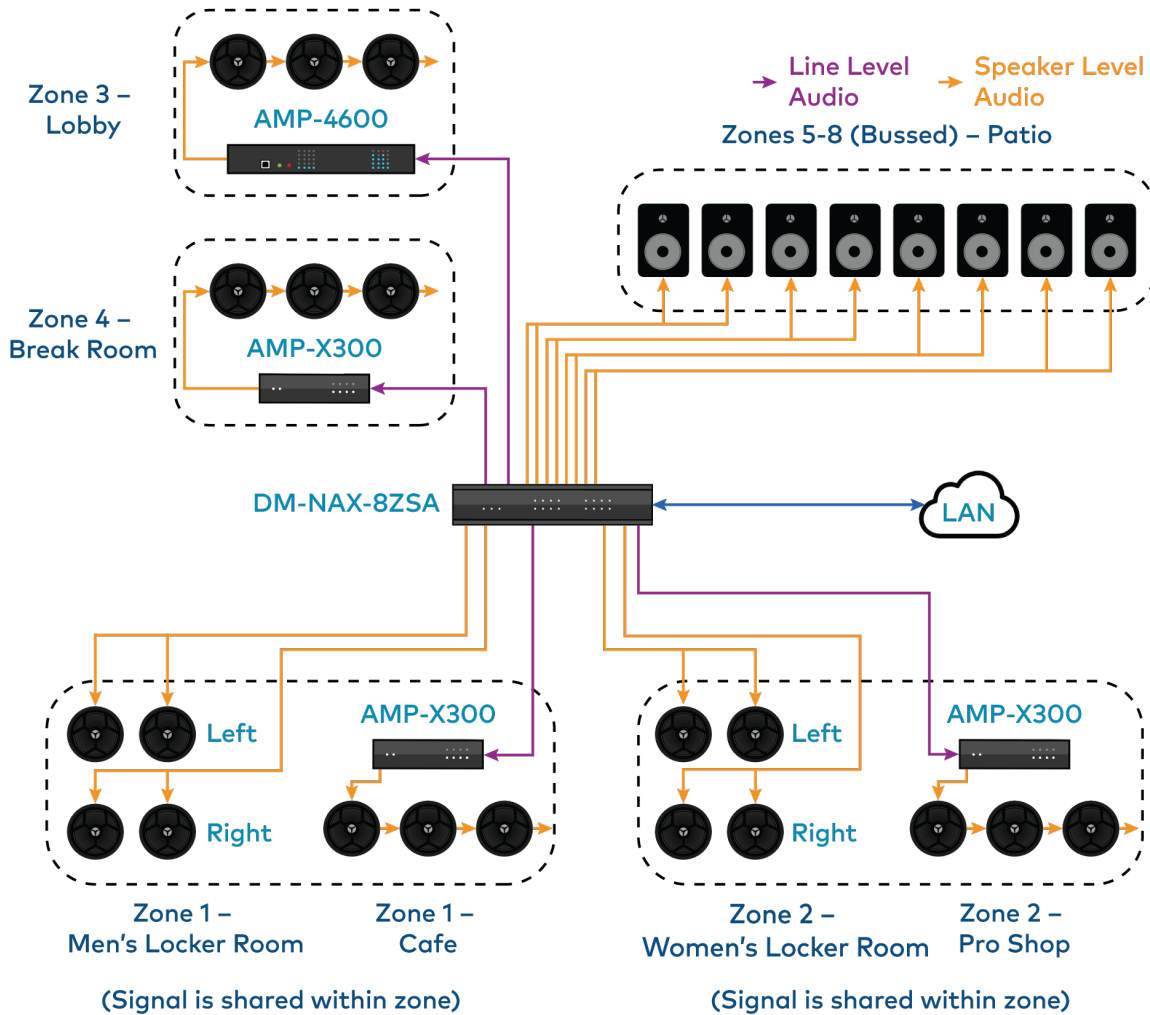 Zone 3 –
Lobby
AMP-4600
Line Level
Audio
Speaker Level
Audio
Zones 5-8 (Bussed) – Patio
Zone 4 –
Break Room
AMP-X300
DM-NAX-8ZSA
LAN
Left
Right
AMP-X300
Left
Right
AMP-X300
Zone 1 –
Men's Locker Room
Zone 1 –
Cafe
Zone 2 –
Women's Locker Room
Zone 2 –
Pro Shop
(Signal is shared within zone)
(Signal is shared within zone)